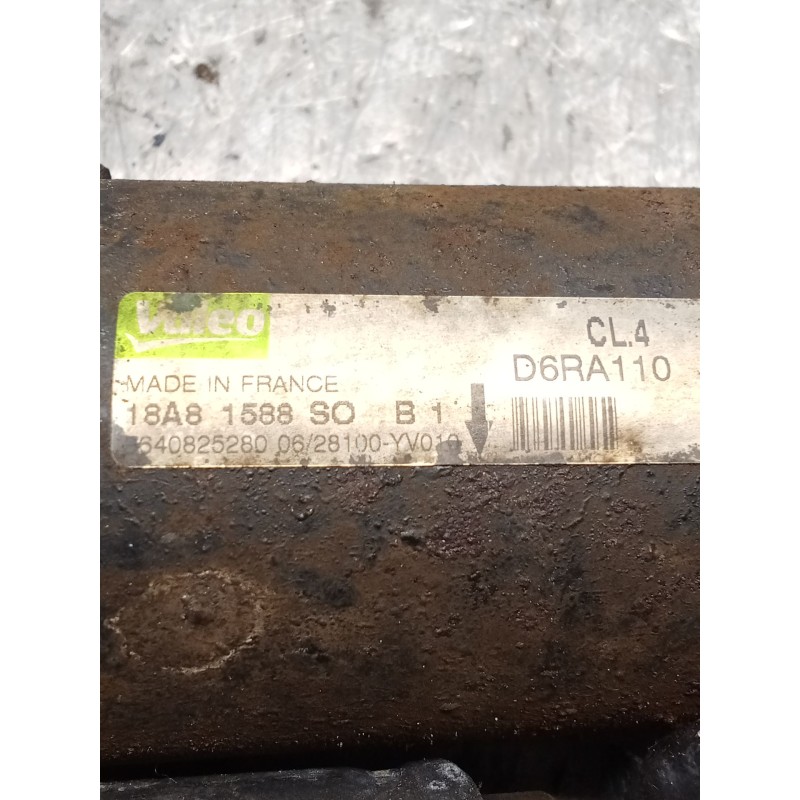 Valeo
CL.4
D6RA110
MADE IN FRANCE
18A8 1588 SO B 1
640825280 06/28100-YV010